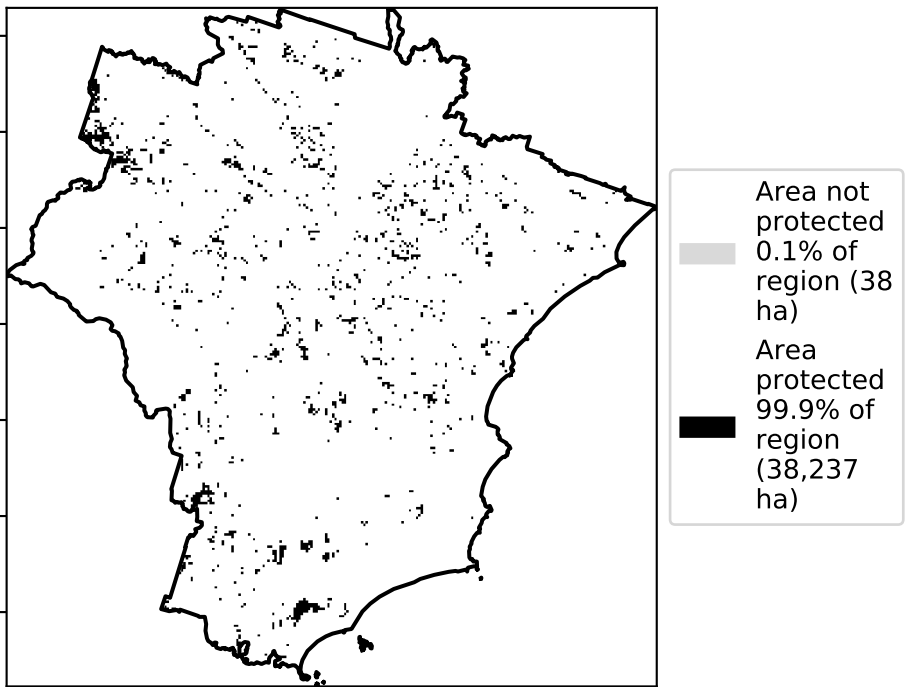 Area not
protected
0.1% of
region (38
ha)
Area
protected
99.9% of
region
(38,237
ha)